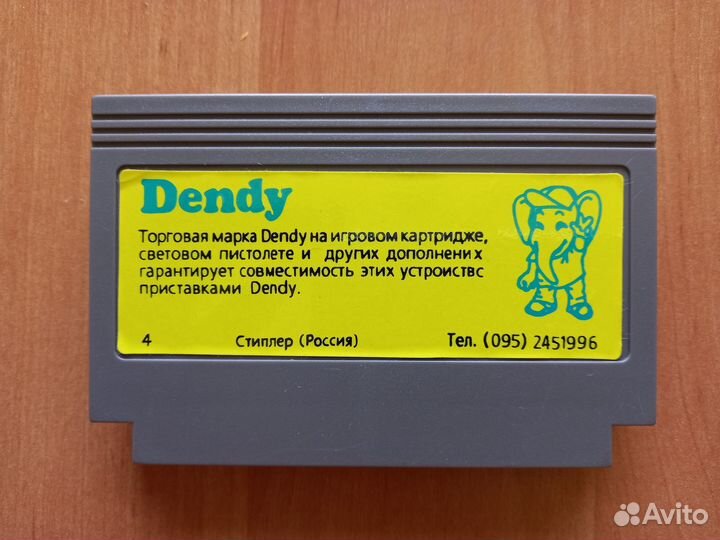 Dendy
Торговая марка Dendy на игровом картридже,
световом пистолете и других дополнени х
гарантирует совместимость этих устроиствс
приставками Dendy.
4 Стиплер (Россия) Тел. (095) 2451996
Avito